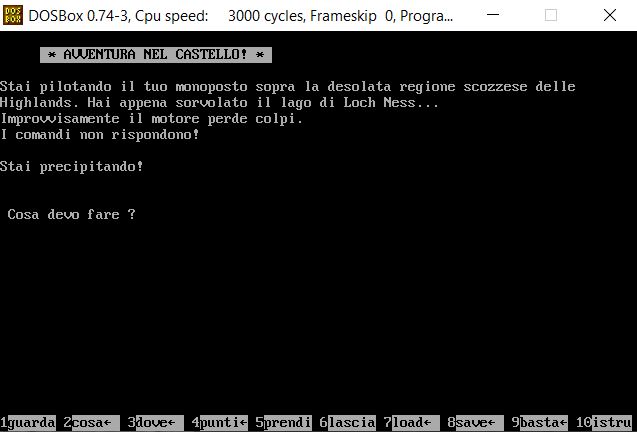 DOS BOX DOSBox 0.74-3, Cpu speed: 3000 cycles, Frameskip 0, Progra...
* AVVENTURA NEL CASTELLO! *
Stai pilotando il tuo monoposto sopra la desolata regione scozzese delle
Highlands. Hai appena sorvolato il lago di Loch Ness...
Improvvisamente il motore perde colpi.
I comandi non rispondono!
Stai precipitando!
Cosa devo fare ?
1guarda 2cosa← 3dove← 4punti← 5prendi 6lascia 7load← 8save← 9basta← 10istru